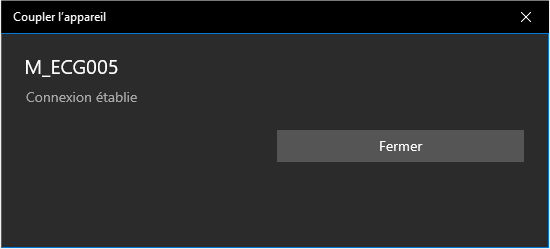 Coupler l’appareil
M_ECG005
Connexion établie
Fermer